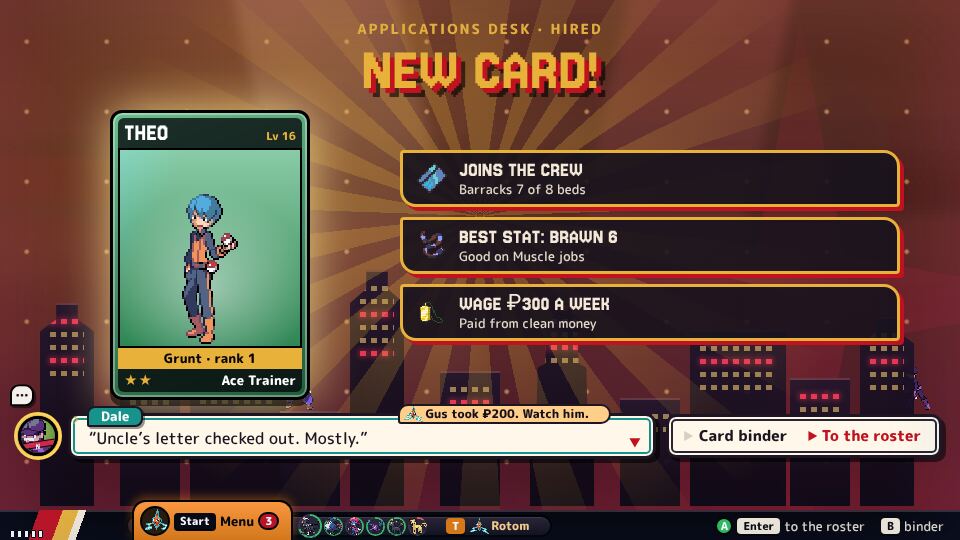 APPLICATIONS DESK · HIRED
NEW CARD!
THEO
Lv 16
Grunt · rank 1
★★ Ace Trainer
JOINS THE CREW
Barracks 7 of 8 beds
BEST STAT: BRAWN 6
Good on Muscle jobs
WAGE ₽300 A WEEK
Paid from clean money
Dale
Gus took ₽200. Watch him.
“Uncle’s letter checked out. Mostly.”
Card binder
To the roster
Start Menu 3
T Rotom
A Enter to the roster
B binder